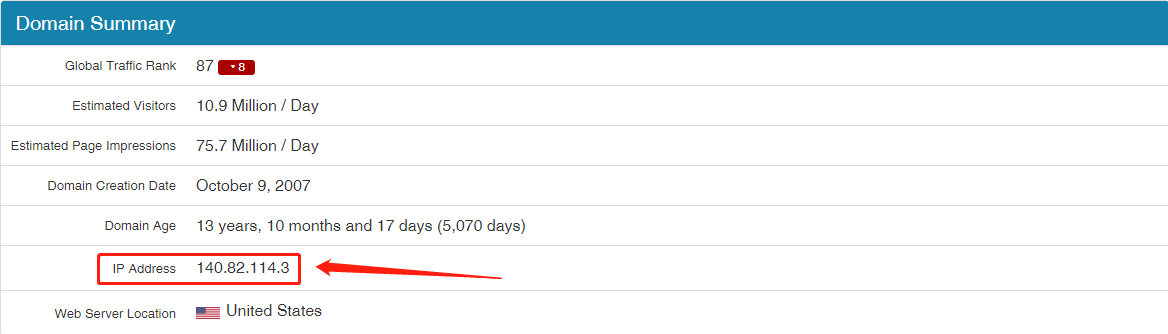 Domain Summary
Global Traffic Rank 87 ▼8
Estimated Visitors 10.9 Million / Day
Estimated Page Impressions 75.7 Million / Day
Domain Creation Date October 9, 2007
Domain Age 13 years, 10 months and 17 days (5,070 days)
IP Address 140.82.114.3
Web Server Location United States